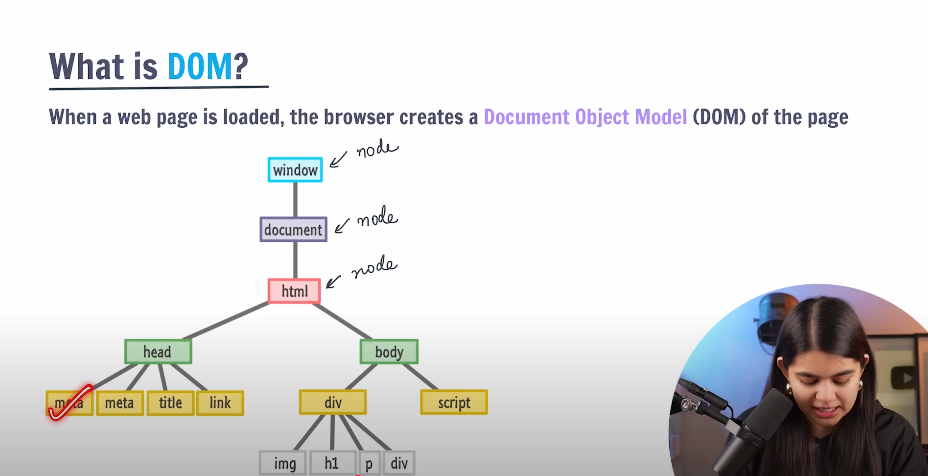 What is DOM?
When a web page is loaded, the browser creates a Document Object Model (DOM) of the page
window node
document node
html node
head body
meta meta title link div script
img h1 p div